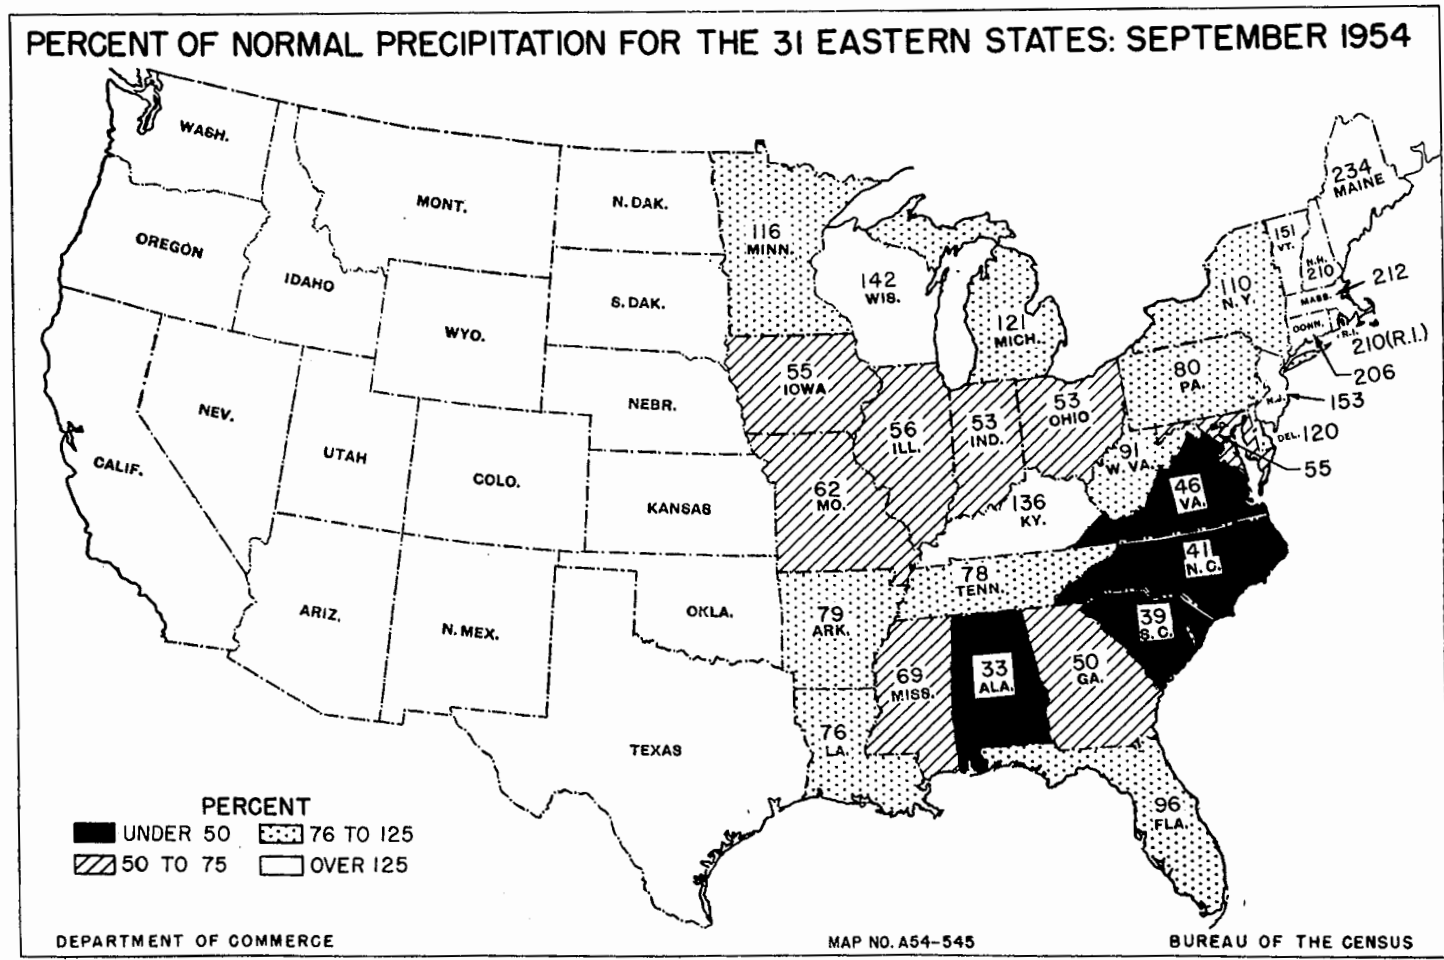 PERCENT OF NORMAL PRECIPITATION FOR THE 31 EASTERN STATES: SEPTEMBER 1954
WASH.
OREGON
IDAHO
MONT.
N. DAK.
S. DAK.
WYO.
NEBR.
NEV.
UTAH
CALIF.
COLO.
KANSAS
ARIZ.
N. MEX.
OKLA.
TEXAS
116
MINN.
142
WIS.
121
MICH.
55
IOWA
56
ILL.
53
IND.
53
OHIO
62
MO.
136
KY.
78
TENN.
79
ARK.
76
LA.
69
MISS.
33
ALA.
50
GA.
96
FLA.
39
S. C.
41
N. C.
46
VA.
91
W. VA.
80
PA.
110
N. Y.
151
VT.
N. H.
210
234
MAINE
MASS.
212
CONN.
R. I.
210(R.I.)
206
N. J.
153
DEL. 120
55
PERCENT
UNDER 50
76 TO 125
50 TO 75
OVER 125
DEPARTMENT OF COMMERCE
MAP NO. A54-545
BUREAU OF THE CENSUS